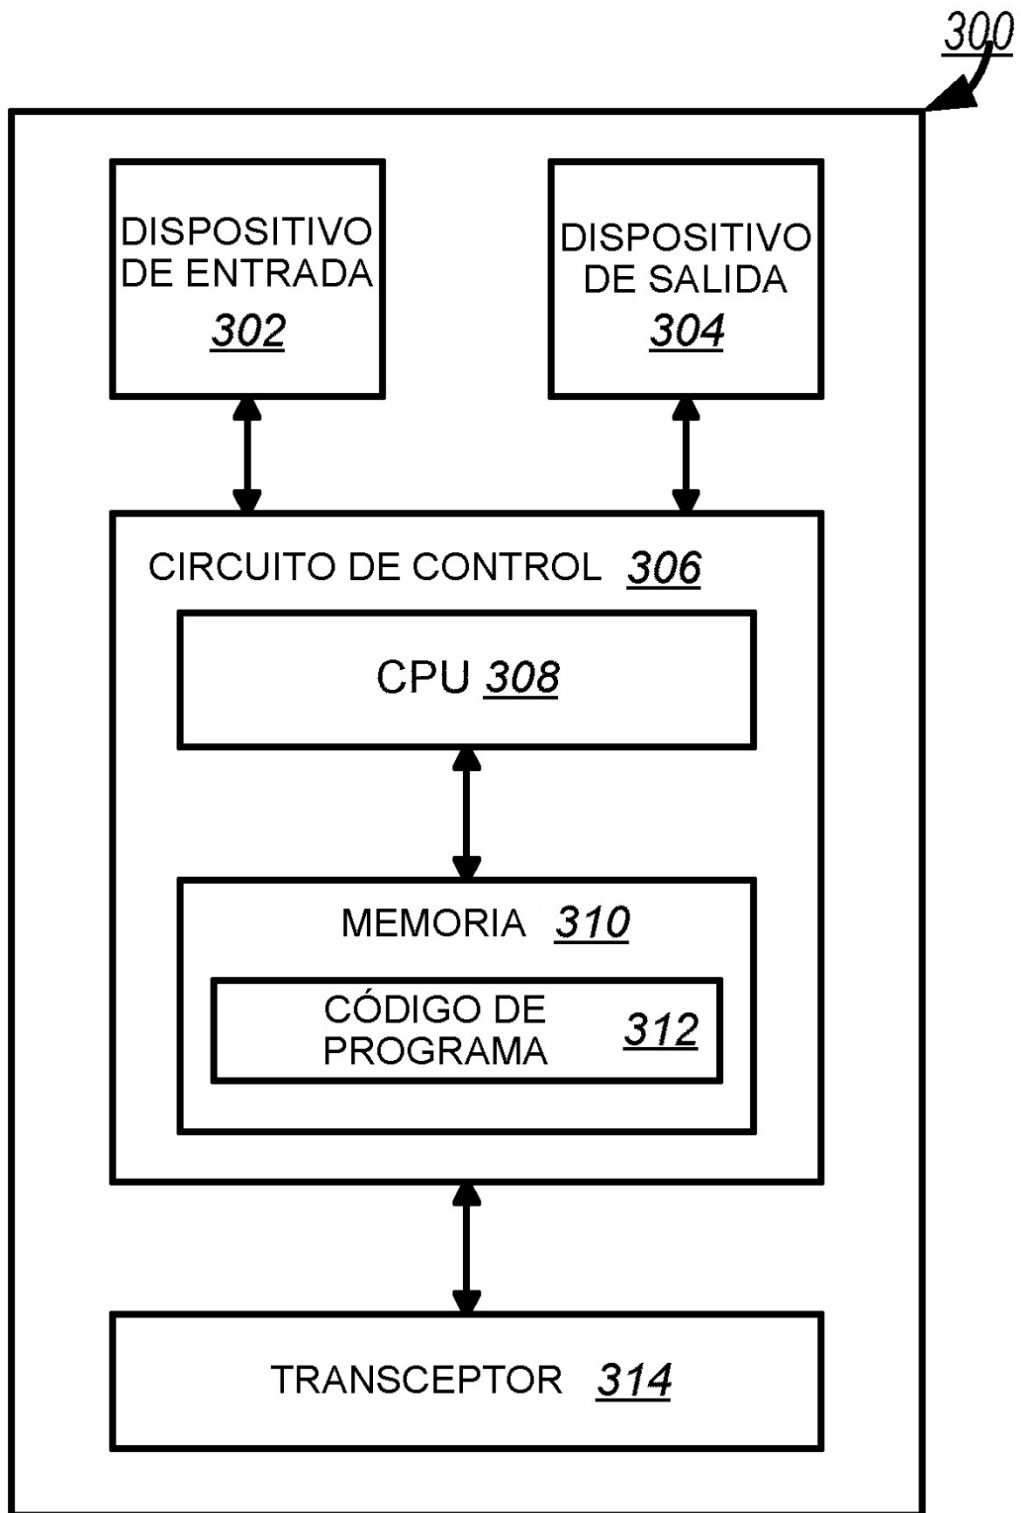 300
DISPOSITIVO
DE ENTRADA
302
DISPOSITIVO
DE SALIDA
304
CIRCUITO DE CONTROL 306
CPU 308
MEMORIA 310
CÓDIGO DE
PROGRAMA 312
TRANSCEPTOR 314